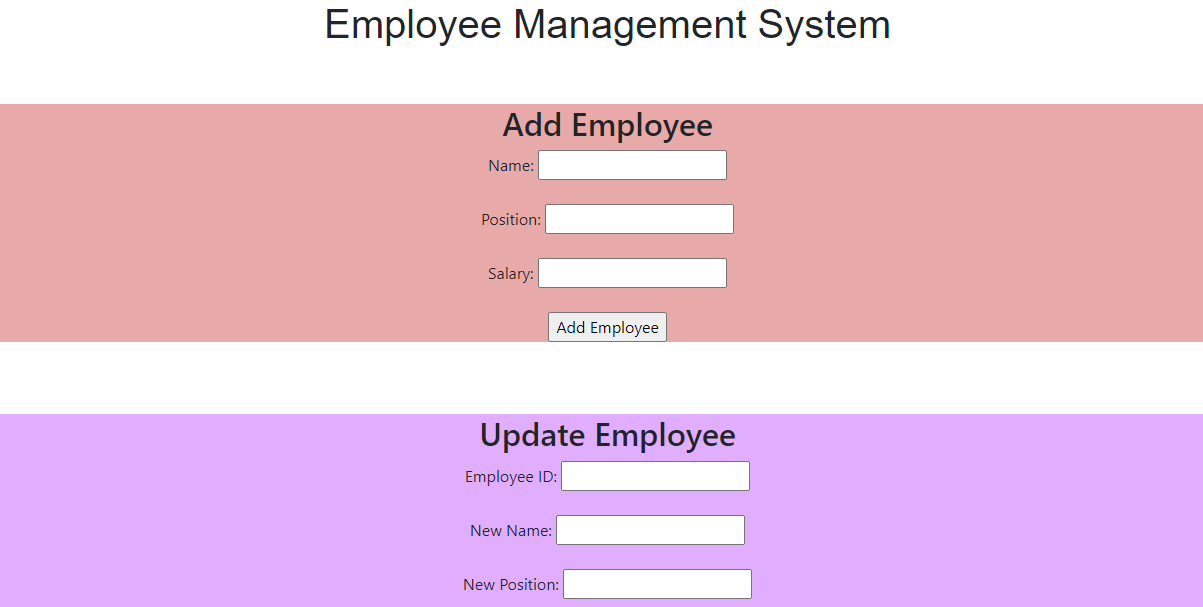 Employee Management System
Add Employee
Name:
Position:
Salary:
Add Employee
Update Employee
Employee ID:
New Name:
New Position: